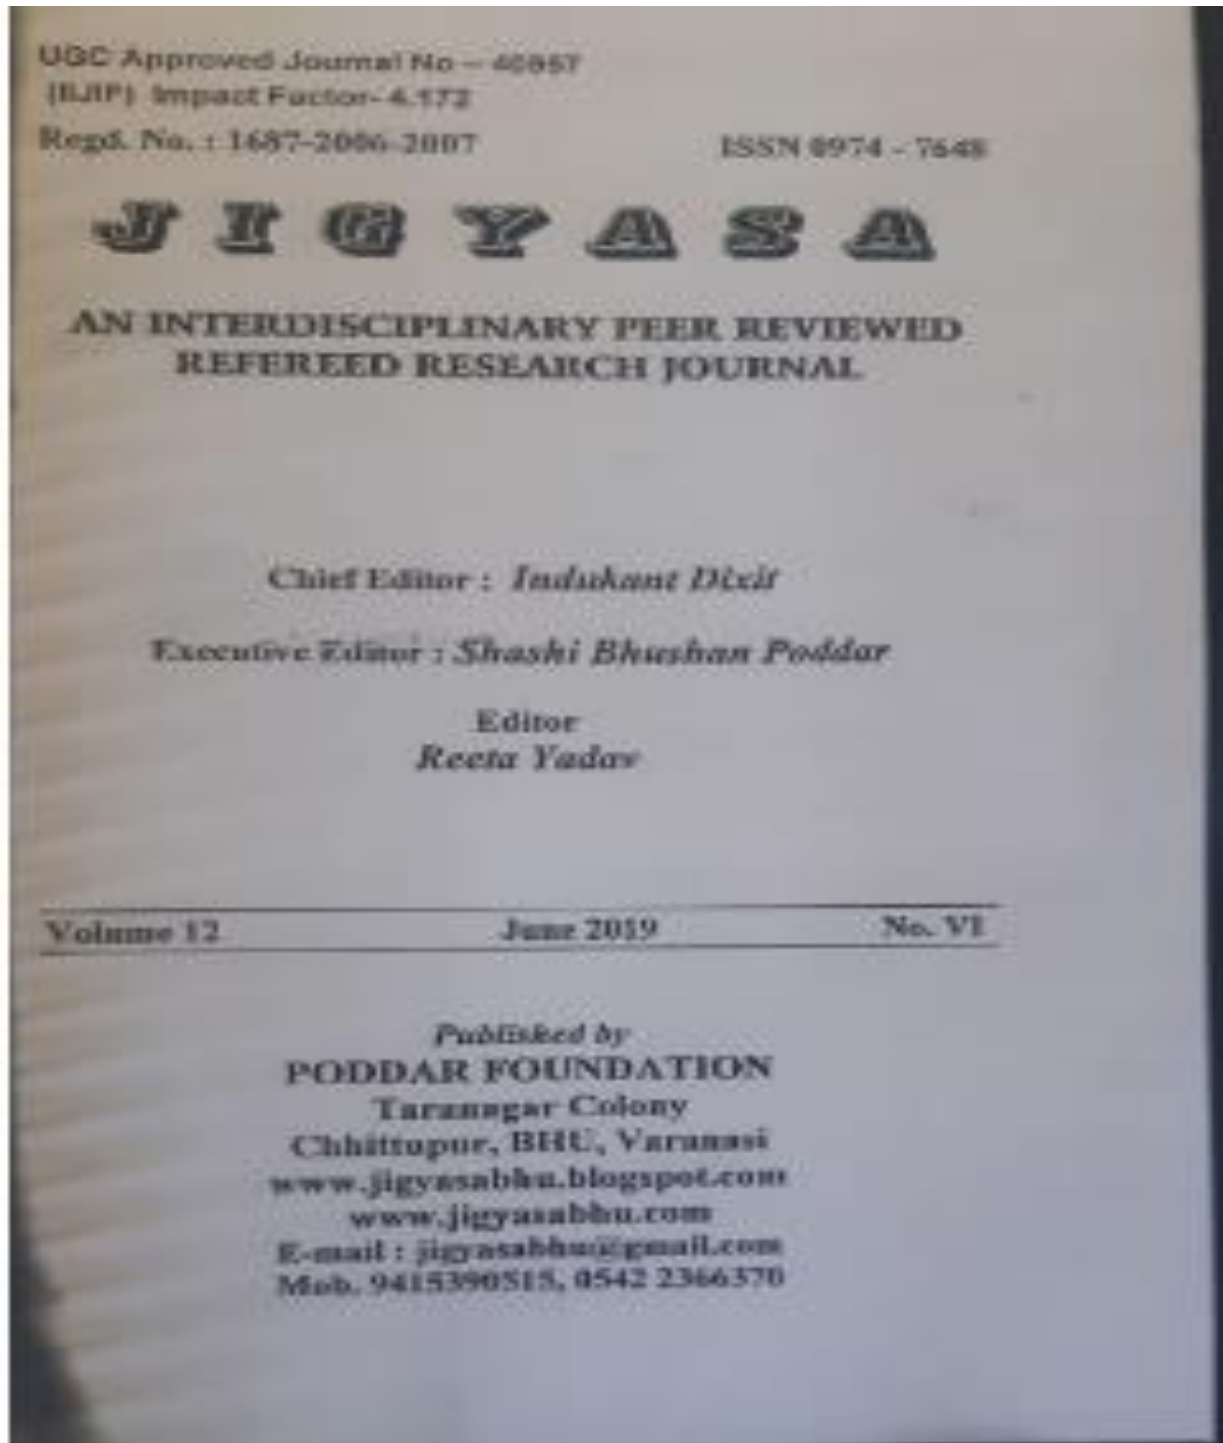 UGC Approved Journal No – 40957
(IIJIF) Impact Factor- 4.172
Regd. No. : 1687-2006-2007 ISSN 0974 - 7648
JIGYASA
AN INTERDISCIPLINARY PEER REVIEWED
REFEREED RESEARCH JOURNAL
Chief Editor : Indukant Dixit
Executive Editor : Shashi Bhushan Poddar
Editor
Reeta Yadav
Volume 12 June 2019 No. VI
Published by
PODDAR FOUNDATION
Taranagar Colony
Chhittupur, BHU, Varanasi
www.jigyasabhu.blogspot.com
www.jigyasabhu.com
E-mail : jigyasabhu@gmail.com
Mob. 9415390515, 0542 2366370